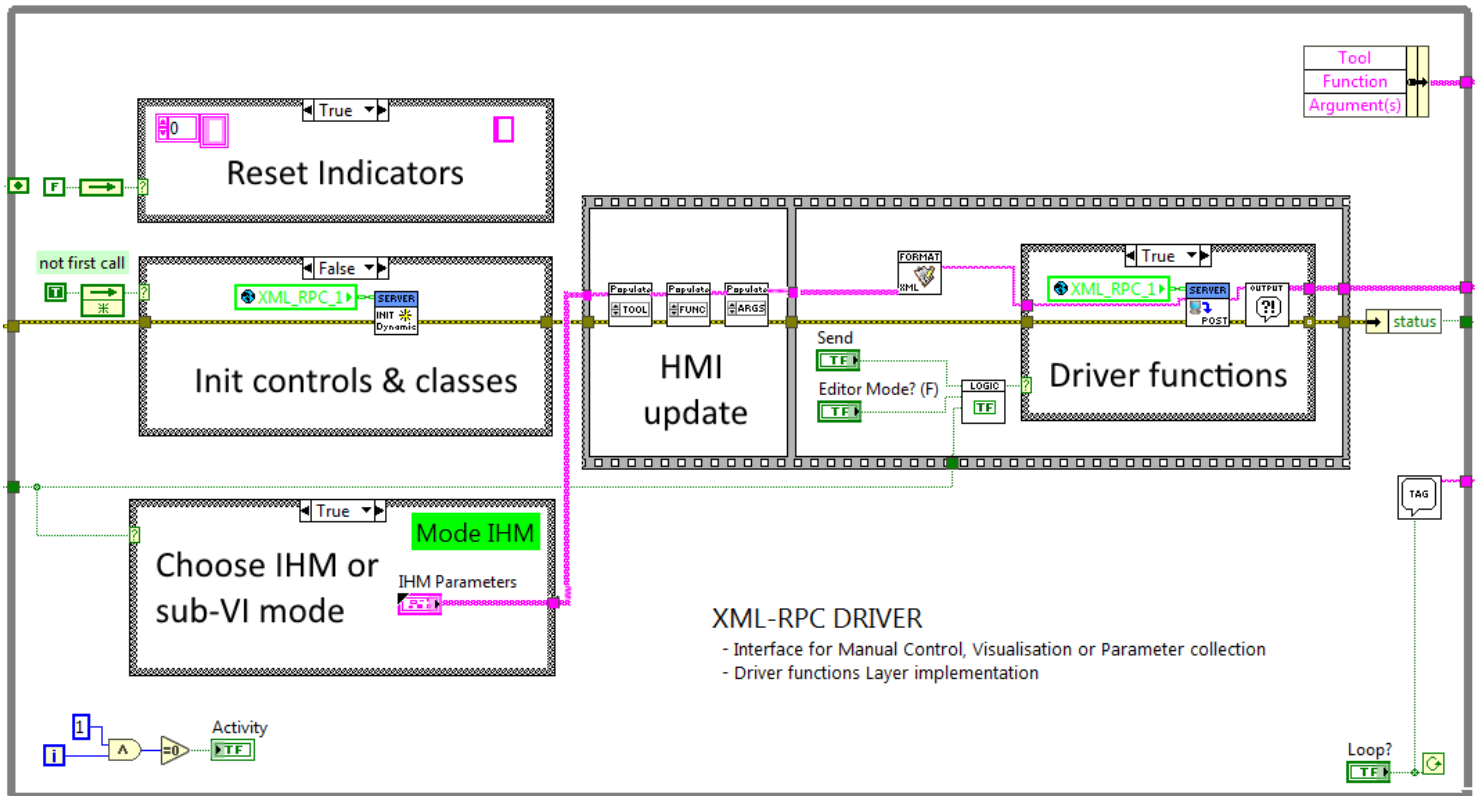 Tool
Function
Argument(s)
True
0
Reset Indicators
F
?
not first call
T
?
False
XML_RPC_1
SERVER
INIT
Dynamic
Init controls & classes
Populate
TOOL
Populate
FUNC
Populate
ARGS
HMI
update
FORMAT
XML
Send
TF
Editor Mode? (F)
TF
LOGIC
TF
?
True
XML_RPC_1
SERVER
POST
OUTPUT
?!
Driver functions
status
?
True
Mode IHM
Choose IHM or
sub-VI mode
IHM Parameters
TAG
XML-RPC DRIVER
- Interface for Manual Control, Visualisation or Parameter collection
- Driver functions Layer implementation
1
i
∧
=0
Activity
TF
Loop?
TF